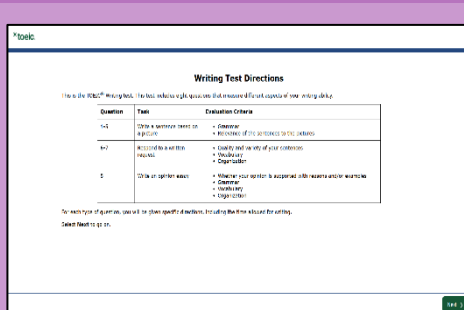 toeic.
Writing Test Directions
This is the TOEIC® Writing test. This test includes eight questions that measure different aspects of your writing ability.
Question Task Evaluation Criteria
1-5 Write a sentence based on a picture • Grammar
• Relevance of the sentences to the pictures
6-7 Respond to a written request • Quality and variety of your sentences
• Vocabulary
• Organization
8 Write an opinion essay • Whether your opinion is supported with reasons and/or examples
• Grammar
• Vocabulary
• Organization
For each type of question, you will be given specific directions, including the time allowed for writing.
Select Next to go on.
Next